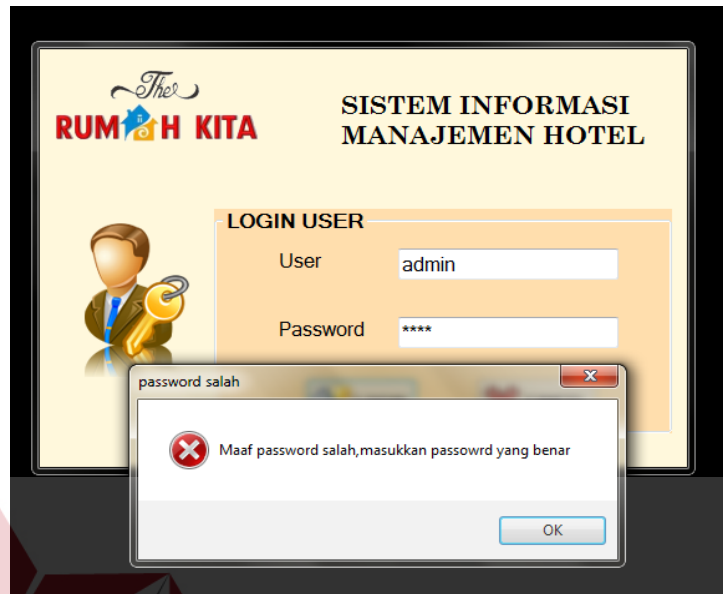 The
RUMAH KITA
SISTEM INFORMASI
MANAJEMEN HOTEL
LOGIN USER
User
admin
Password
****
password salah
Maaf password salah,masukkan passowrd yang benar
OK